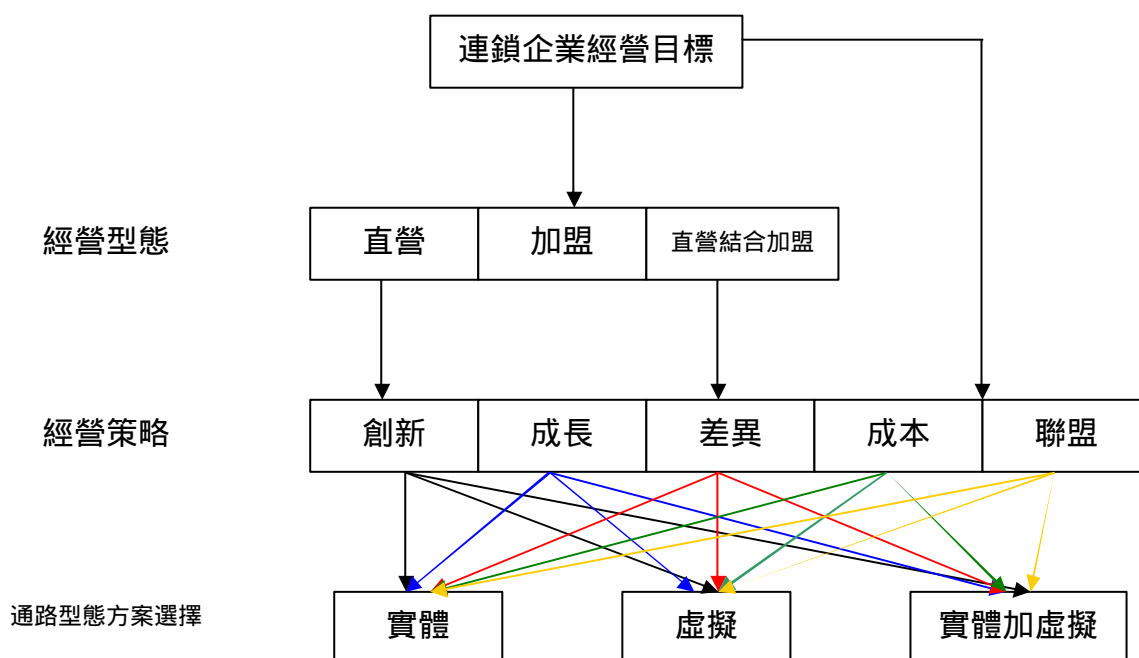 連鎖企業經營目標
經營型態
直營
加盟
直營結合加盟
經營策略
創新
成長
差異
成本
聯盟
通路型態方案選擇
實體
虛擬
實體加虛擬